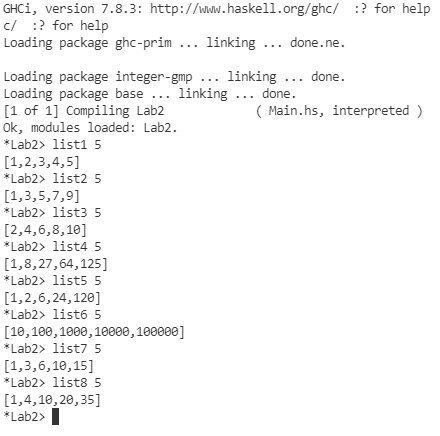 GHCi, version 7.8.3: http://www.haskell.org/ghc/  :? for help
c/  :? for help
Loading package ghc-prim ... linking ... done.ne.
Loading package integer-gmp ... linking ... done.
Loading package base ... linking ... done.
[1 of 1] Compiling Lab2             ( Main.hs, interpreted )
Ok, modules loaded: Lab2.
*Lab2> list1 5
[1,2,3,4,5]
*Lab2> list2 5
[1,3,5,7,9]
*Lab2> list3 5
[2,4,6,8,10]
*Lab2> list4 5
[1,8,27,64,125]
*Lab2> list5 5
[1,2,6,24,120]
*Lab2> list6 5
[10,100,1000,10000,100000]
*Lab2> list7 5
[1,3,6,10,15]
*Lab2> list8 5
[1,4,10,20,35]
*Lab2>